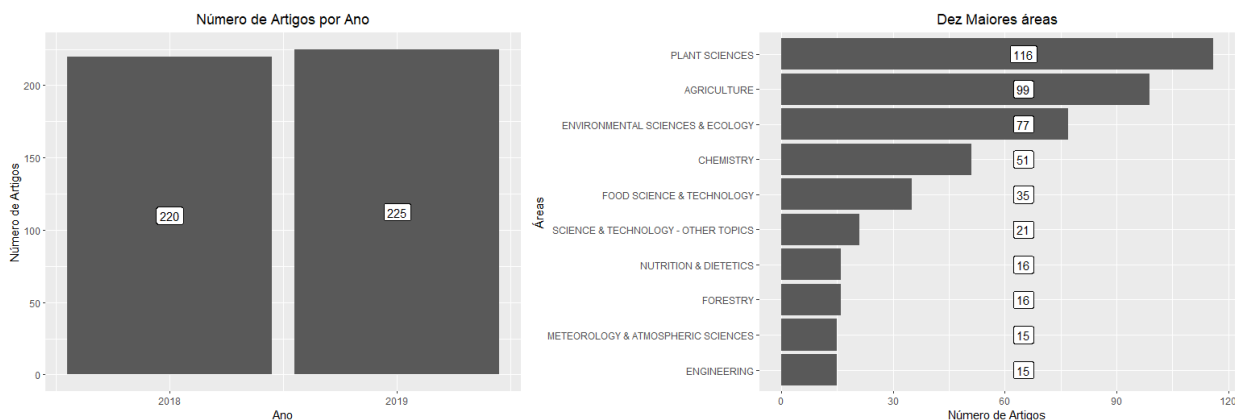 Número de Artigos por Ano
Número de Artigos
200
150
100
50
0
220
225
2018
2019
Ano
Dez Maiores áreas
Áreas
PLANT SCIENCES
116
AGRICULTURE
99
ENVIRONMENTAL SCIENCES & ECOLOGY
77
CHEMISTRY
51
FOOD SCIENCE & TECHNOLOGY
35
SCIENCE & TECHNOLOGY - OTHER TOPICS
21
NUTRITION & DIETETICS
16
FORESTRY
16
METEOROLOGY & ATMOSPHERIC SCIENCES
15
ENGINEERING
15
0
30
60
90
120
Número de Artigos